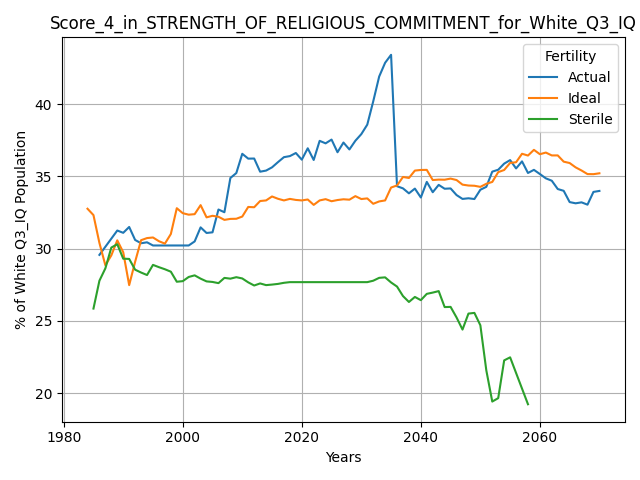 Score_4_in_STRENGTH_OF_RELIGIOUS_COMMITMENT_for_White_Q3_IQ
Fertility
Actual
Ideal
Sterile
% of White Q3_IQ Population
40
35
30
25
20
1980
2000
2020
2040
2060
Years